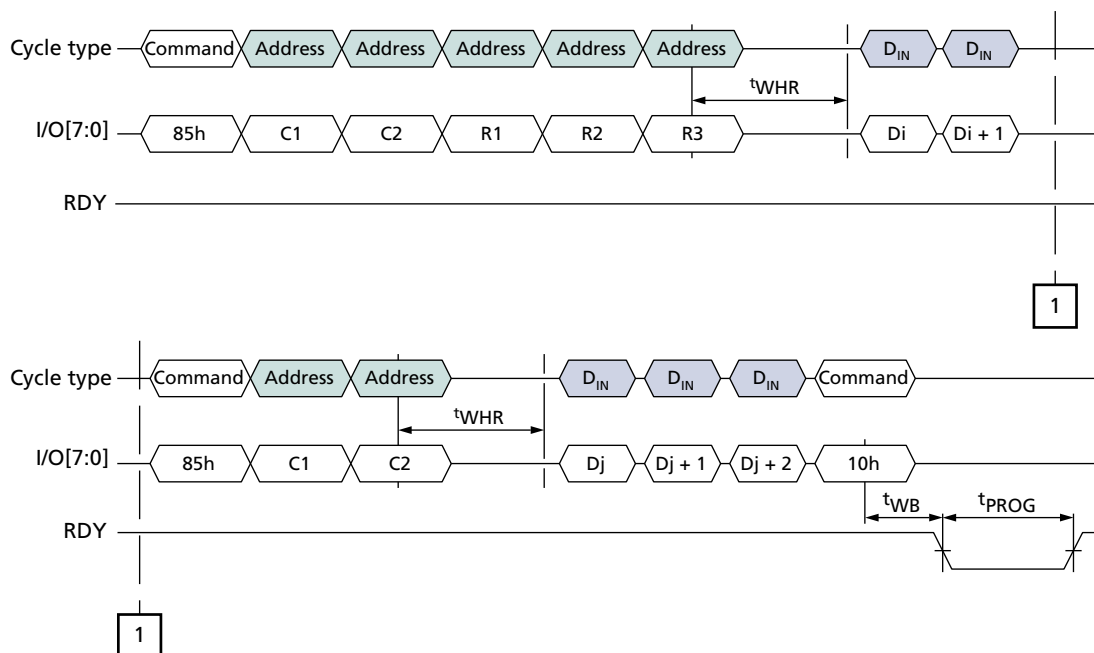 Cycle type Command Address Address Address Address Address DIN DIN
tWHR
I/O[7:0] 85h C1 C2 R1 R2 R3 Di Di + 1
RDY
1
Cycle type Command Address Address DIN DIN DIN Command
tWHR
I/O[7:0] 85h C1 C2 Dj Dj + 1 Dj + 2 10h
tWB tPROG
RDY
1